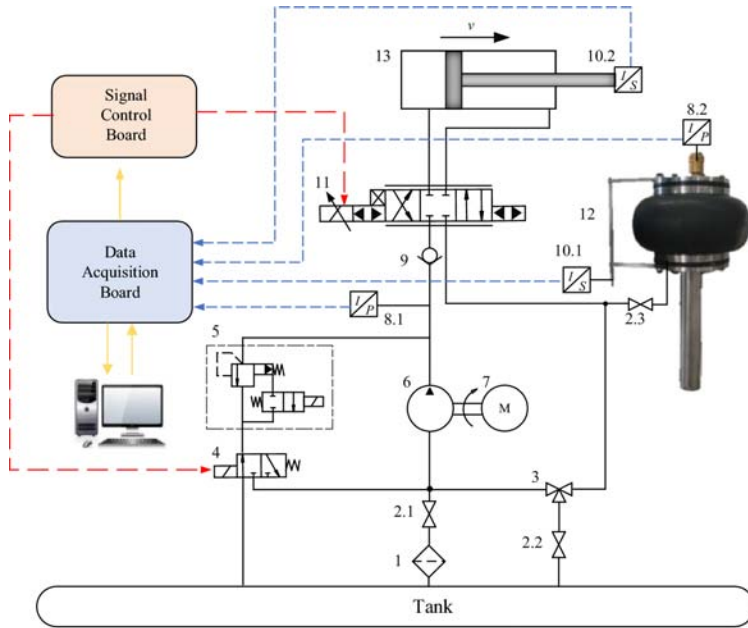 v
13
10.2
I
S
Signal
Control
Board
8.2
I
P
11
12
Data
Acquisition
Board
9
10.1
I
S
I
P
8.1
2.3
5
6
7
M
4
3
2.1
2.2
1
Tank